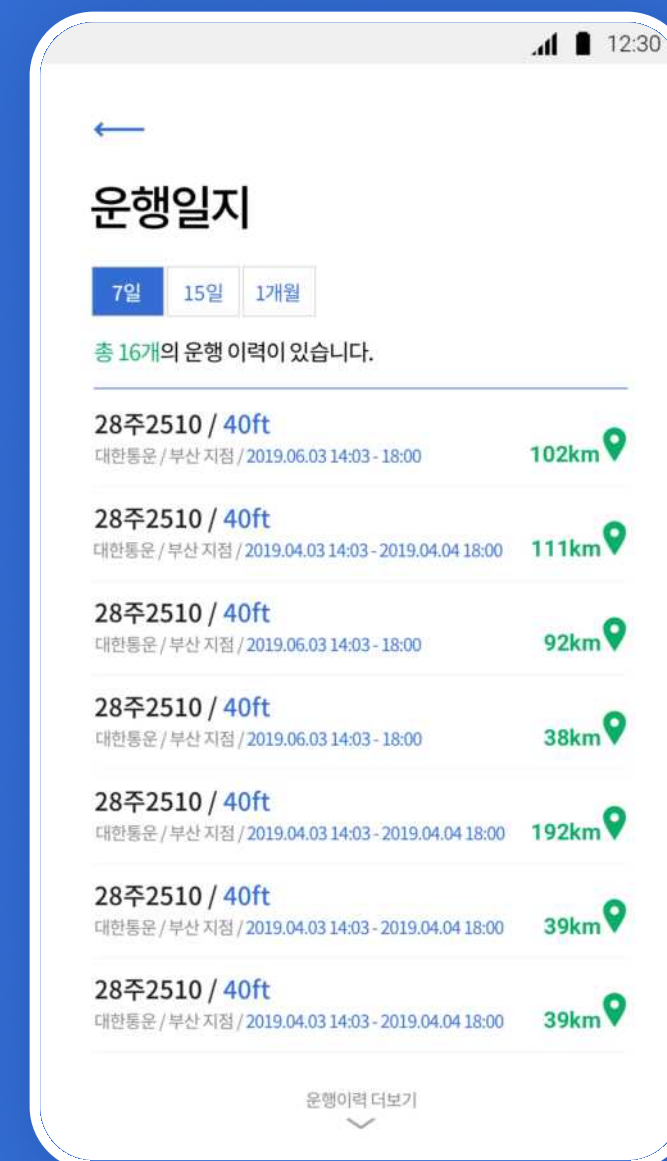 12:30
운행일지
7일 15일 1개월
총 16개의 운행 이력이 있습니다.
28주2510 / 40ft
대한통운 / 부산 지점 / 2019.06.03 14:03 - 18:00 102km
28주2510 / 40ft
대한통운 / 부산 지점 / 2019.04.03 14:03 - 2019.04.04 18:00 111km
28주2510 / 40ft
대한통운 / 부산 지점 / 2019.06.03 14:03 - 18:00 92km
28주2510 / 40ft
대한통운 / 부산 지점 / 2019.06.03 14:03 - 18:00 38km
28주2510 / 40ft
대한통운 / 부산 지점 / 2019.04.03 14:03 - 2019.04.04 18:00 192km
28주2510 / 40ft
대한통운 / 부산 지점 / 2019.04.03 14:03 - 2019.04.04 18:00 39km
28주2510 / 40ft
대한통운 / 부산 지점 / 2019.04.03 14:03 - 2019.04.04 18:00 39km
운행이력 더보기